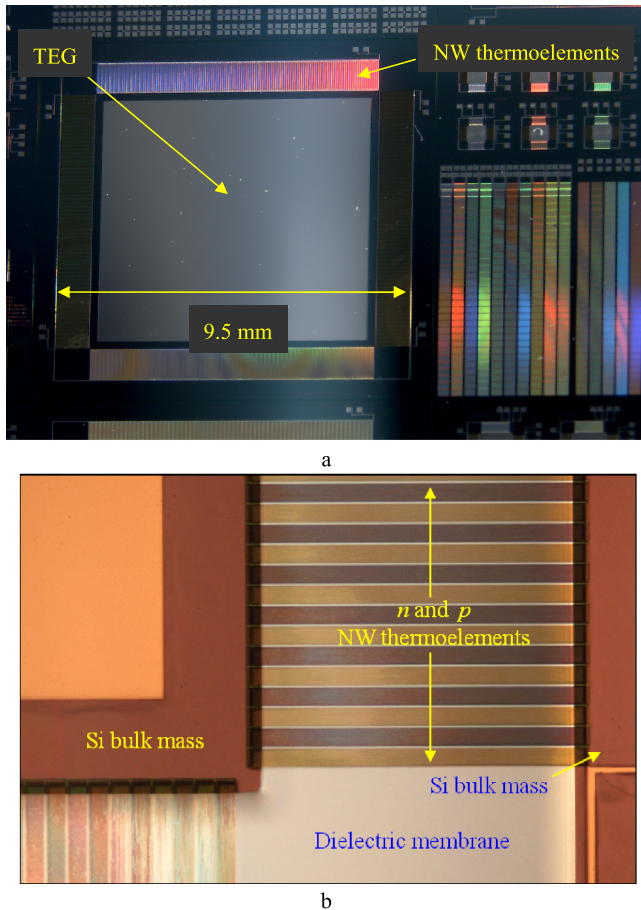 TEG
NW thermoelements
9.5 mm
a
n and p
NW thermoelements
Si bulk mass
Si bulk mass
Dielectric membrane
b